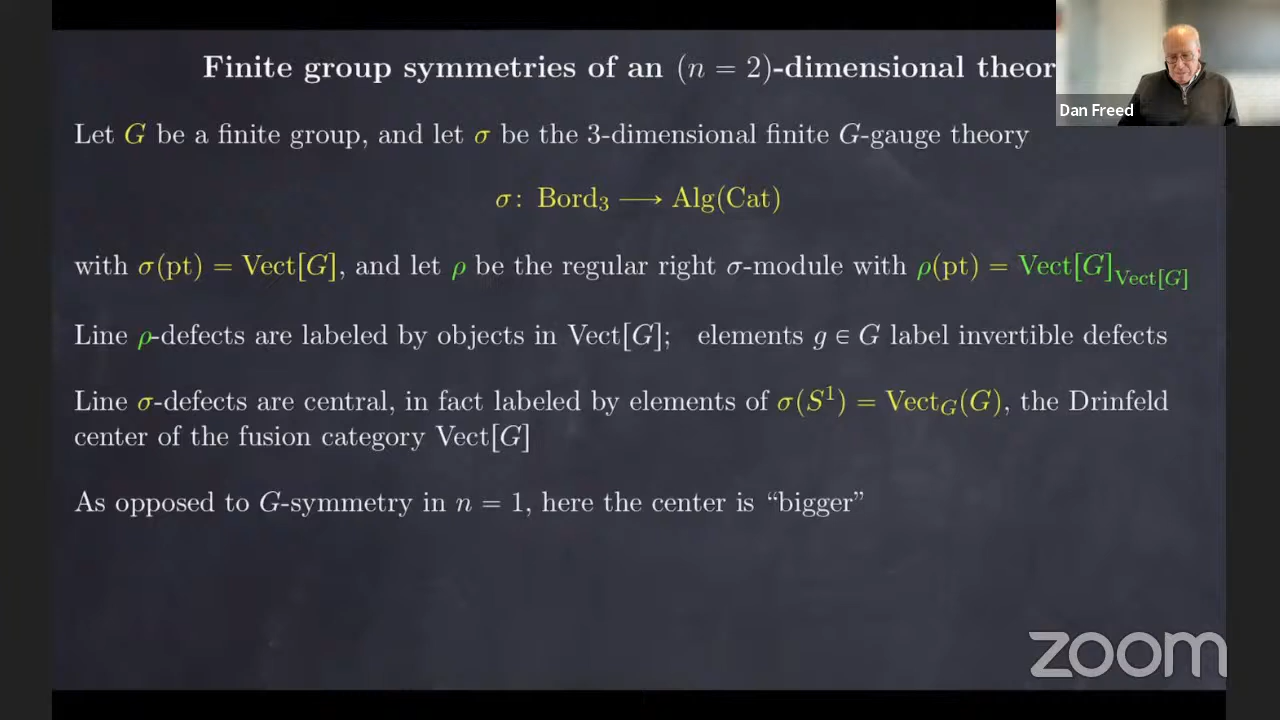 Finite group symmetries of an (n = 2)-dimensional theor
Dan Freed
Let G be a finite group, and let σ be the 3-dimensional finite G-gauge theory
σ: Bord₃ ⟶ Alg(Cat)
with σ(pt) = Vect[G], and let ρ be the regular right σ-module with ρ(pt) = Vect[G]_Vect[G]
Line ρ-defects are labeled by objects in Vect[G]; elements g ∈ G label invertible defects
Line σ-defects are central, in fact labeled by elements of σ(S¹) = Vect_G(G), the Drinfeld
center of the fusion category Vect[G]
As opposed to G-symmetry in n = 1, here the center is “bigger”
zoom